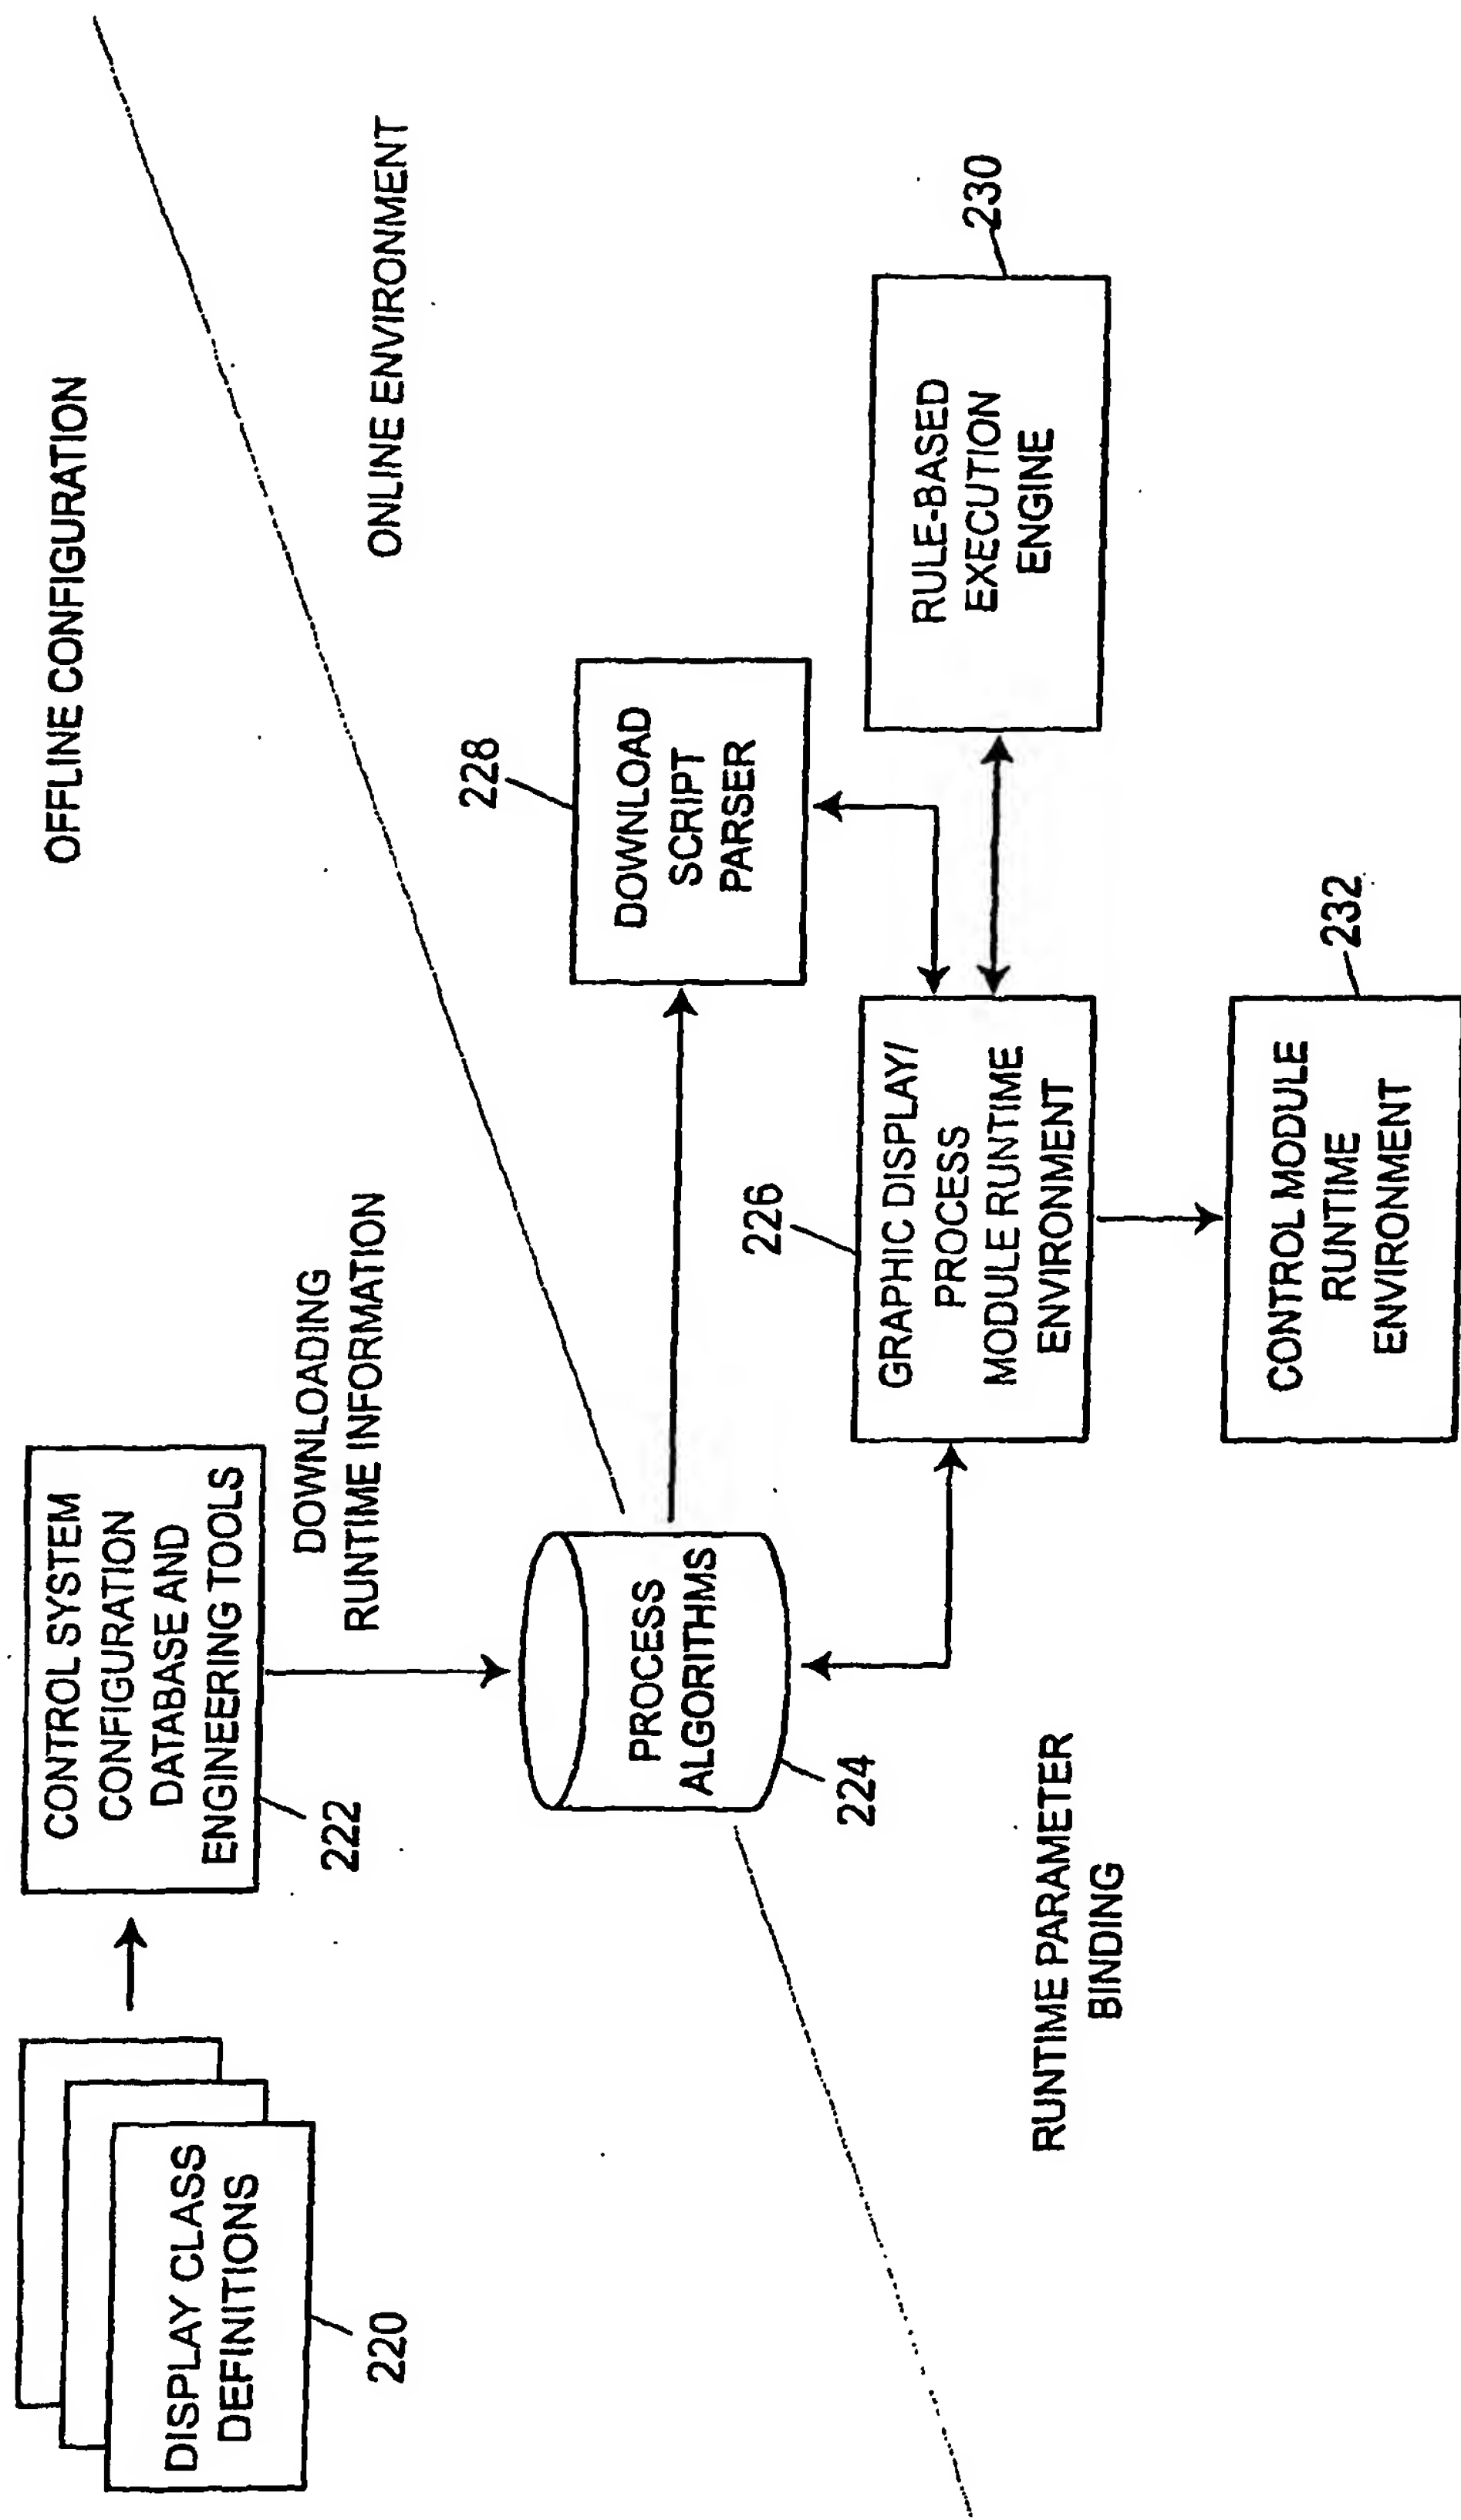 OFFLINE CONFIGURATION
ONLINE ENVIRONMENT
DISPLAY CLASS
DEFINITIONS
220
CONTROL SYSTEM
CONFIGURATION
DATABASE AND
ENGINEERING TOOLS
222
DOWNLOADING
RUNTIME INFORMATION
PROCESS
ALGORITHMS
224
RUNTIME PARAMETER
BINDING
228
DOWNLOAD
SCRIPT
PARSER
226
GRAPHIC DISPLAY/
PROCESS
MODULE RUNTIME
ENVIRONMENT
230
RULE-BASED
EXECUTION
ENGINE
232
CONTROL MODULE
RUNTIME
ENVIRONMENT